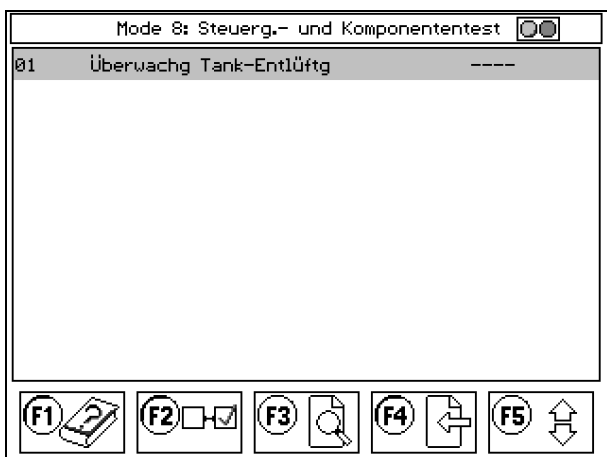 Mode 8: Steuerg.- und Komponententest
01 Überwachg Tank-Entlüftg ----
F1 ? F2 F3 F4 F5